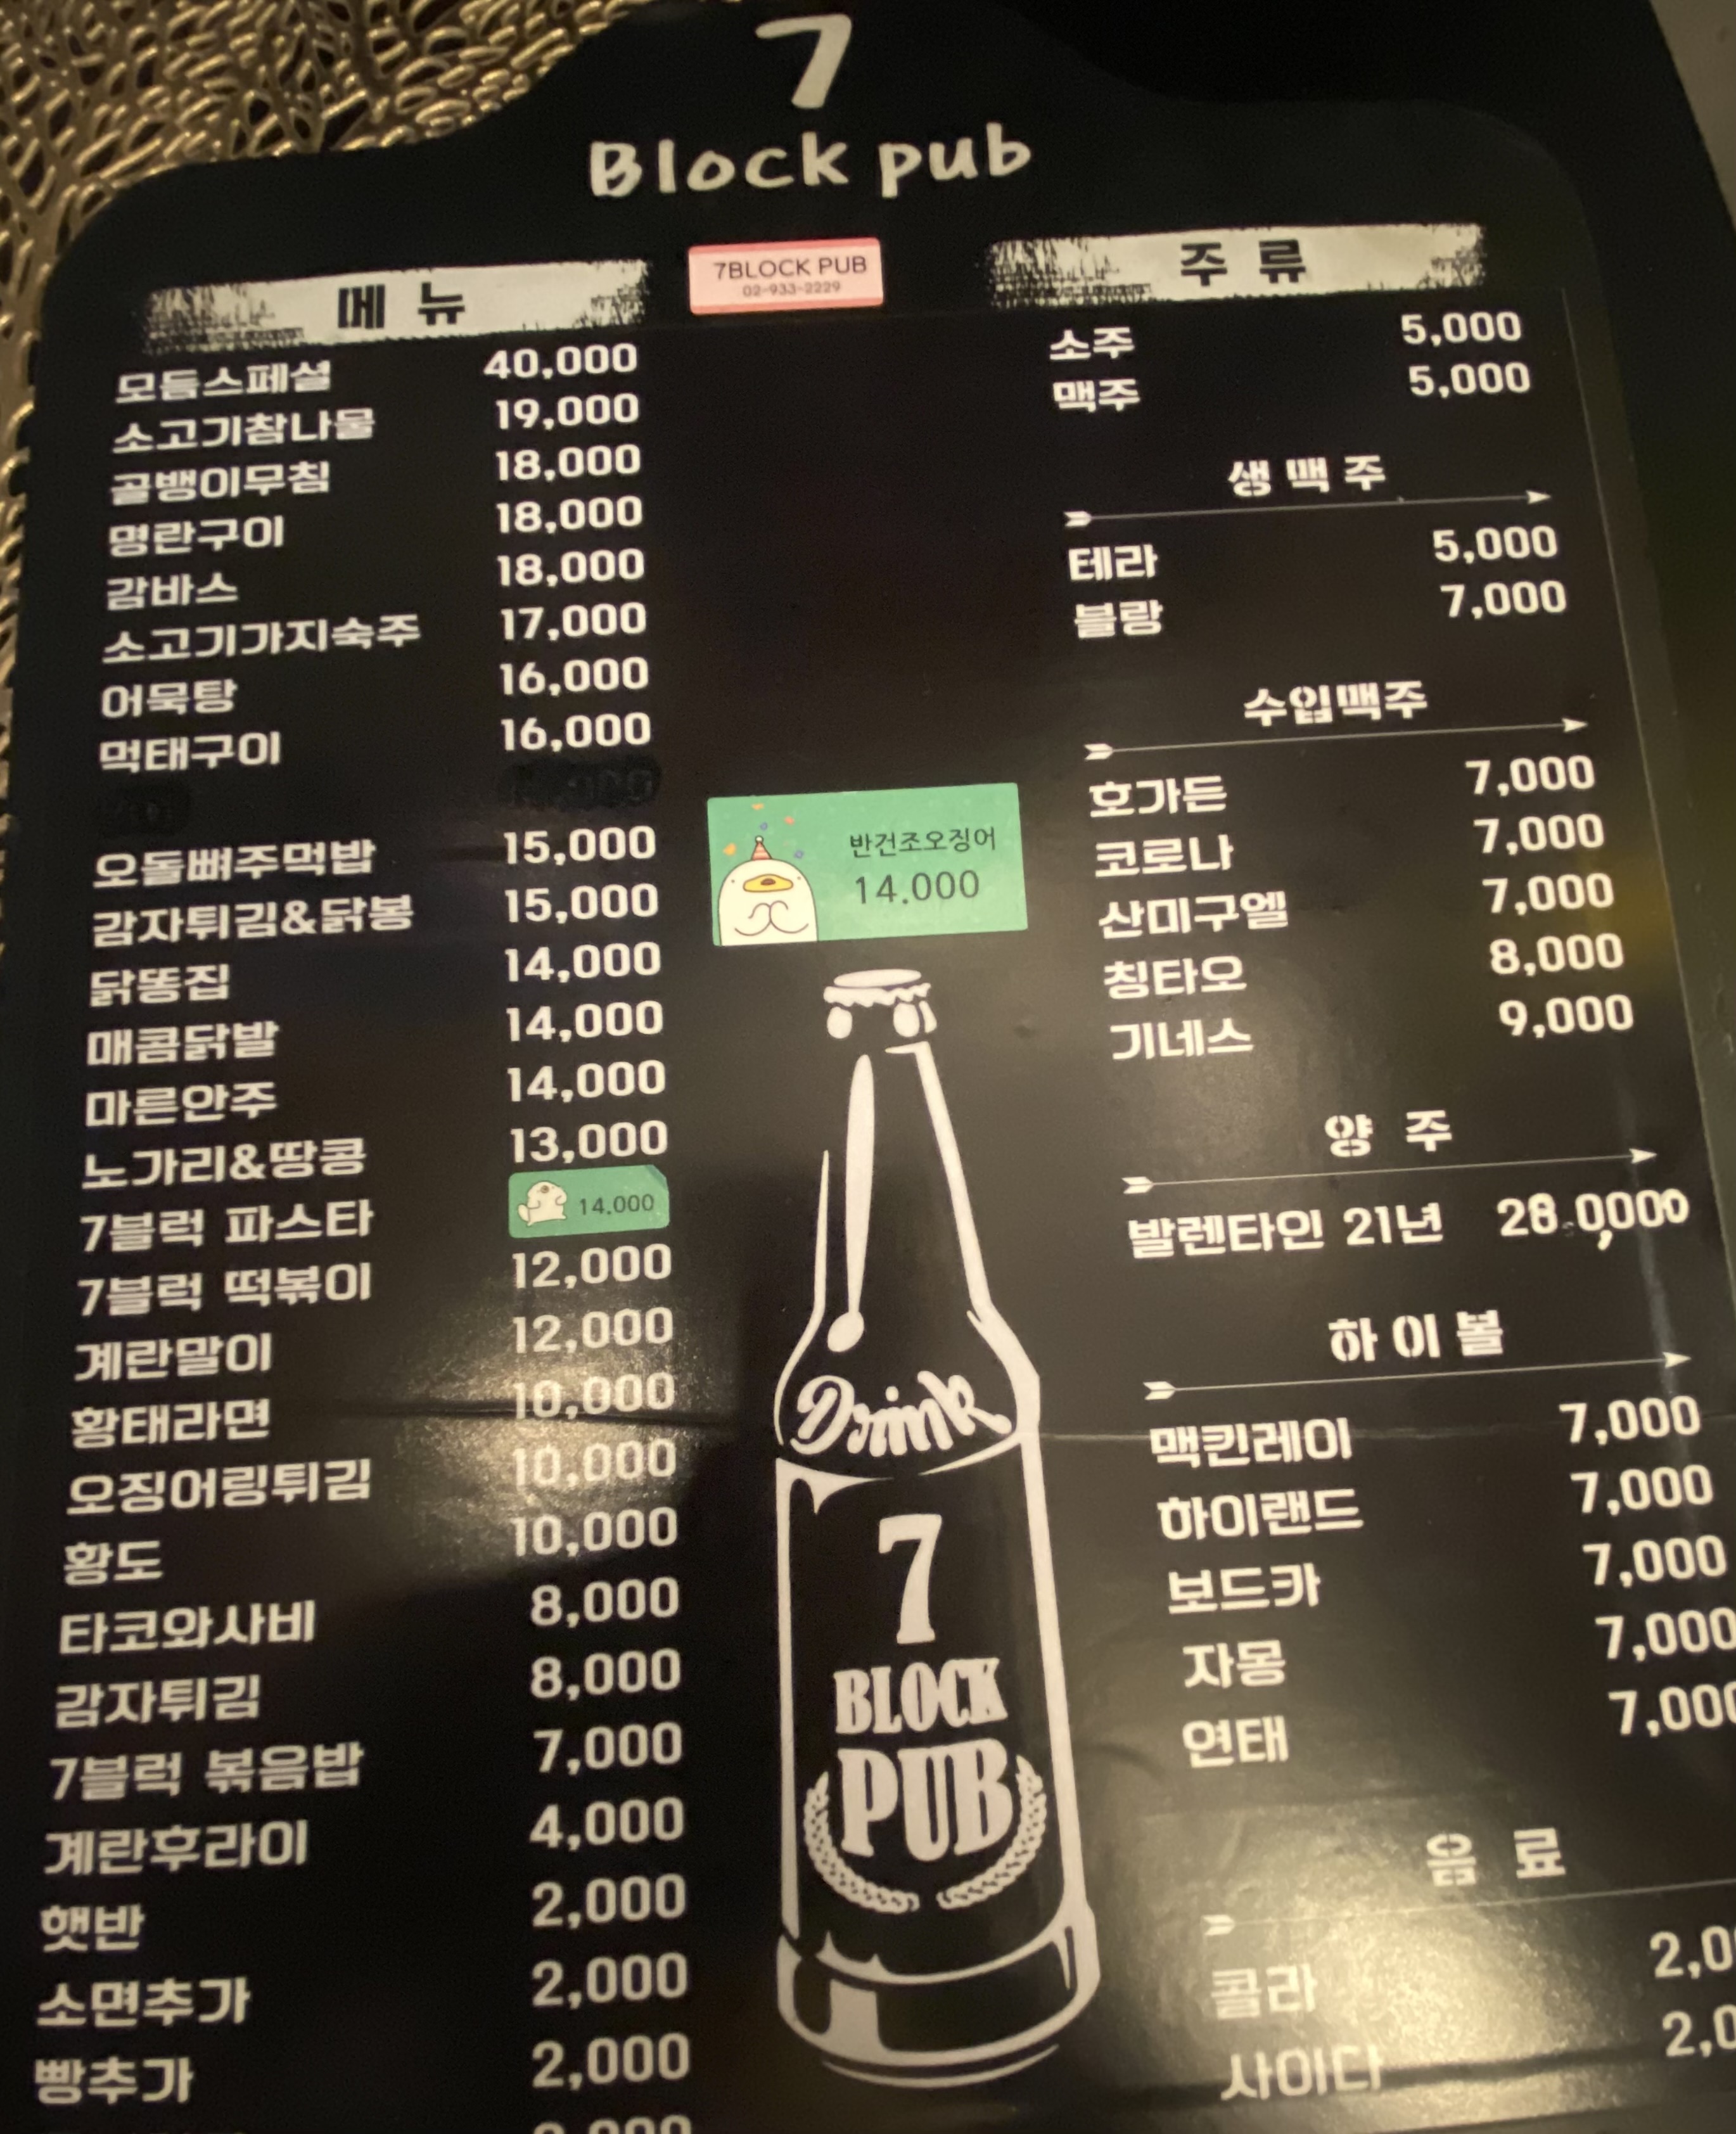 7
Block pub
7BLOCK PUB
02-933-2229
메 뉴
모듬스페셜 40,000
소고기참나물 19,000
골뱅이무침 18,000
명란구이 18,000
감바스 18,000
소고기가지숙주 17,000
어묵탕 16,000
먹태구이 16,000
오돌뼈주먹밥 15,000
감자튀김&닭봉 15,000
닭똥집 14,000
매콤닭발 14,000
마른안주 14,000
노가리&땅콩 13,000
7블럭 파스타 14.000
7블럭 떡볶이 12,000
계란말이 12,000
황태라면 10,000
오징어링튀김 10,000
황도 10,000
타코와사비 8,000
감자튀김 8,000
7블럭 볶음밥 7,000
계란후라이 4,000
햇반 2,000
소면추가 2,000
빵추가 2,000
반건조오징어
14.000
Drink
7
BLOCK
PUB
주 류
소주 5,000
맥주 5,000
생 맥 주
테라 5,000
블랑 7,000
수입맥주
호가든 7,000
코로나 7,000
산미구엘 7,000
칭타오 8,000
기네스 9,000
양 주
발렌타인 21년
하 이 볼
맥킨레이 7,000
하이랜드 7,000
보드카 7,000
자몽 7,000
연태 7,000
음 료
콜라 2,0
사이다 2,0